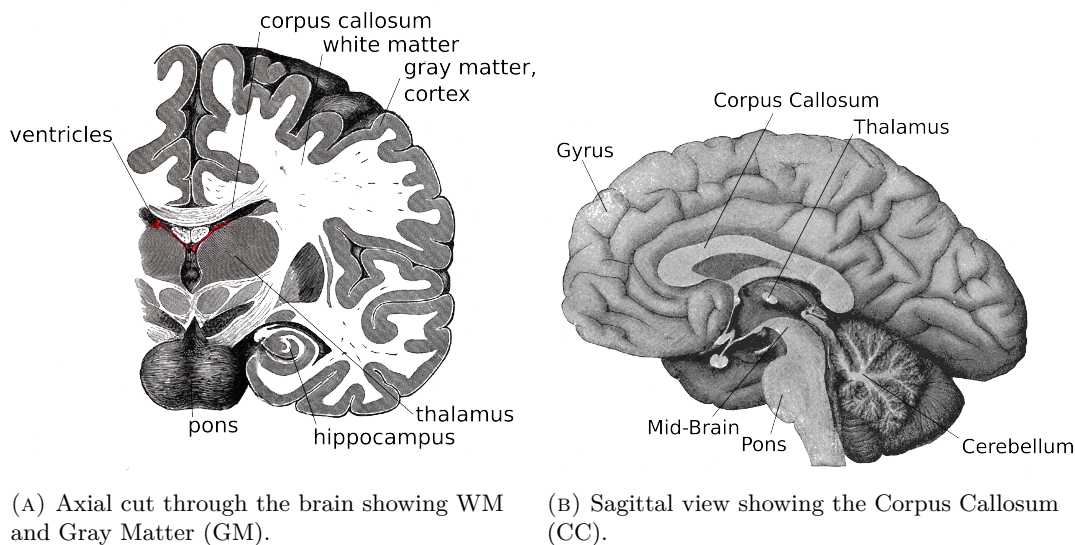 corpus callosum
white matter
gray matter,
cortex
ventricles
thalamus
pons
hippocampus
Corpus Callosum
Thalamus
Gyrus
Mid-Brain
Pons
Cerebellum
(A) Axial cut through the brain showing WM
and Gray Matter (GM).
(B) Sagittal view showing the Corpus Callosum
(CC).